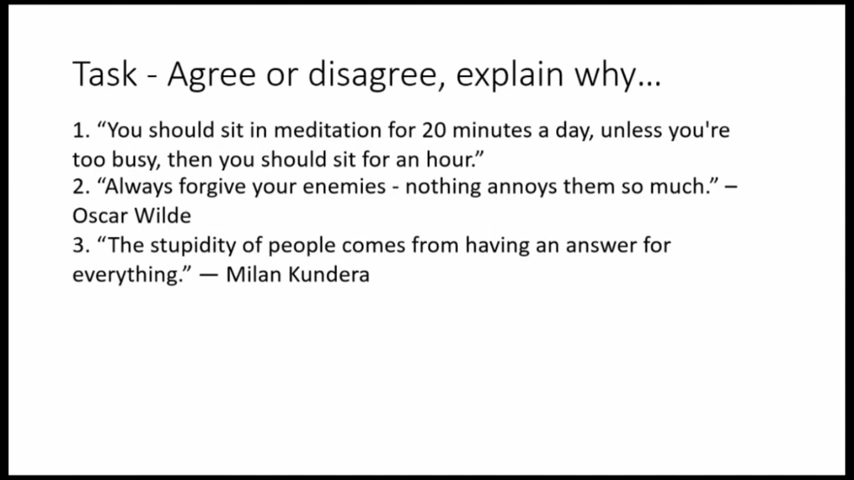 Task - Agree or disagree, explain why...
1. “You should sit in meditation for 20 minutes a day, unless you're
too busy, then you should sit for an hour.”
2. “Always forgive your enemies - nothing annoys them so much.” –
Oscar Wilde
3. “The stupidity of people comes from having an answer for
everything.” — Milan Kundera